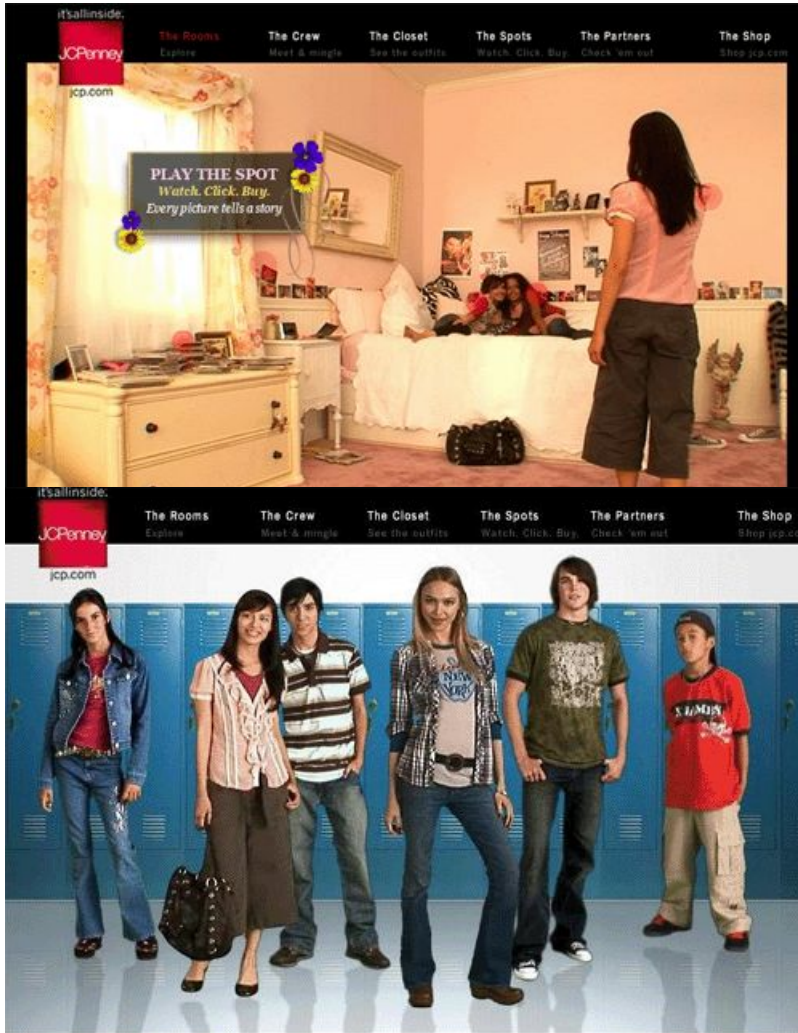 it'sallinside:
JCPenney
jcp.com
The Rooms The Crew The Closet The Spots The Partners The Shop
Explore Meet & mingle See the outfits Watch. Click. Buy. Check 'em out Shop jcp.com
PLAY THE SPOT
Watch. Click. Buy.
Every picture tells a story
it'sallinside:
JCPenney
jcp.com
The Rooms The Crew The Closet The Spots The Partners The Shop
Explore Meet & mingle See the outfits Watch. Click. Buy. Check 'em out Shop
NEW
YORK